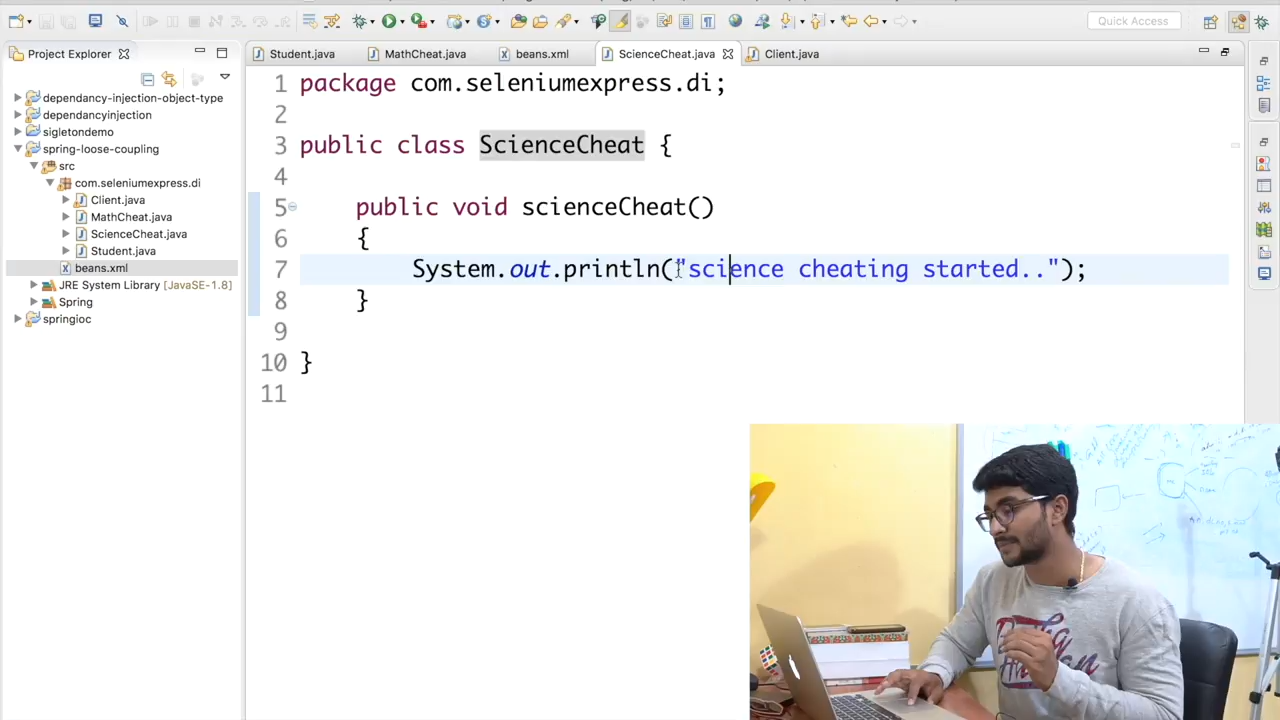 Quick Access
Project Explorer
Student.java
MathCheat.java
beans.xml
ScienceCheat.java
Client.java
dependancy-injection-object-type
dependancyinjection
sigletondemo
spring-loose-coupling
src
com.seleniumexpress.di
Client.java
MathCheat.java
ScienceCheat.java
Student.java
beans.xml
JRE System Library [JavaSE-1.8]
Spring
springioc
1 package com.seleniumexpress.di;
2
3 public class ScienceCheat {
4
5 public void scienceCheat()
6 {
7 System.out.println("science cheating started..");
8 }
9
10 }
11